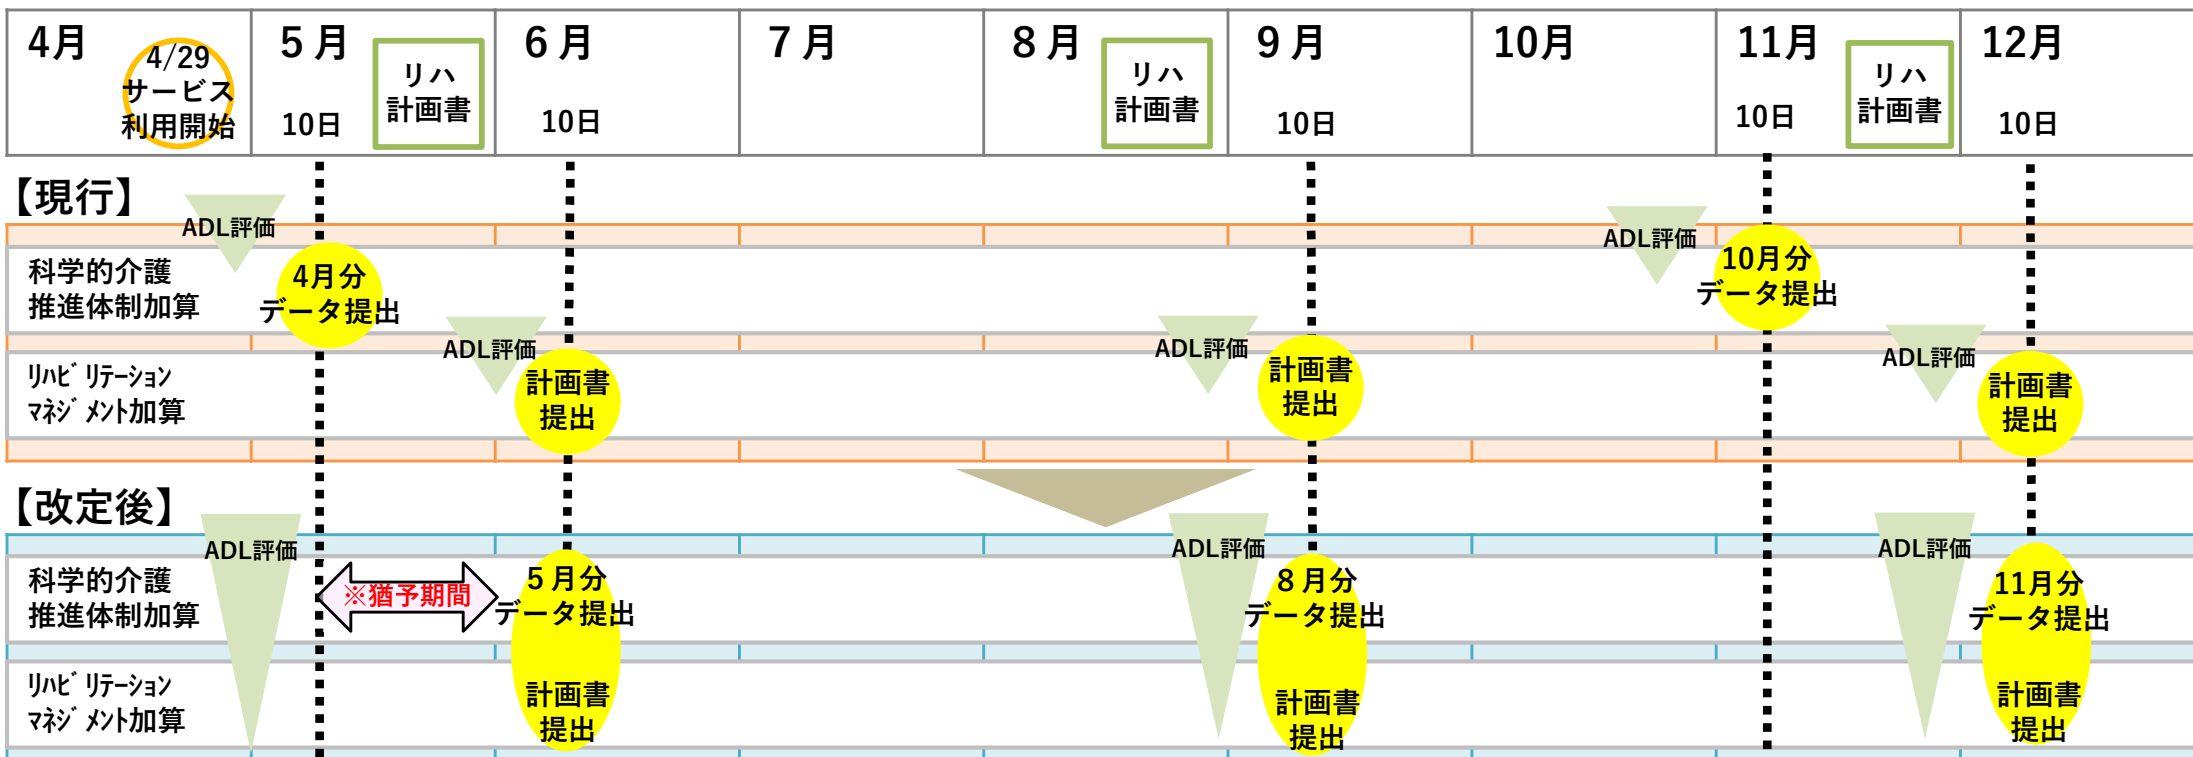 4月
4/29
サービス
利用開始
5月
10日
リハ
計画書
6月
10日
7月
8月
リハ
計画書
9月
10日
10月
11月
10日
リハ
計画書
12月
10日
【現行】
ADL評価
ADL評価
科学的介護
推進体制加算
4月分
データ提出
10月分
データ提出
ADL評価
ADL評価
ADL評価
リハビリテーション
マネジメント加算
計画書
提出
計画書
提出
計画書
提出
【改定後】
ADL評価
ADL評価
ADL評価
科学的介護
推進体制加算
※猶予期間
5月分
データ提出
8月分
データ提出
11月分
データ提出
リハビリテーション
マネジメント加算
計画書
提出
計画書
提出
計画書
提出